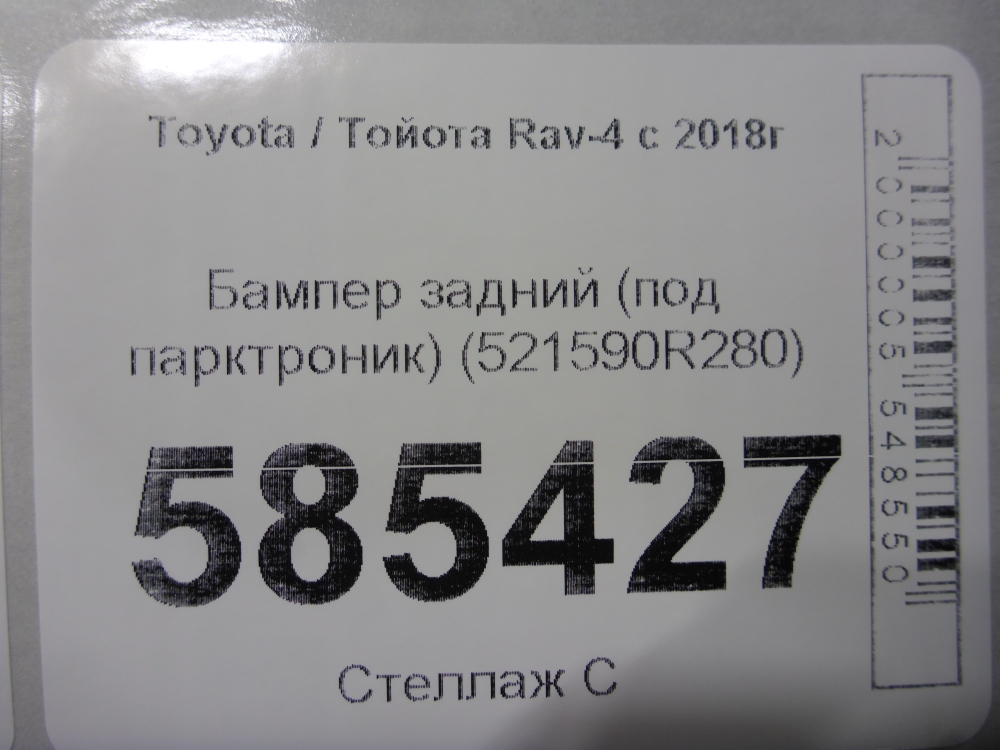 Toyota / Тойота Rav-4 с 2018г
Бампер задний (под
парктроник) (521590R280)
585427
Стеллаж С
2000005548550